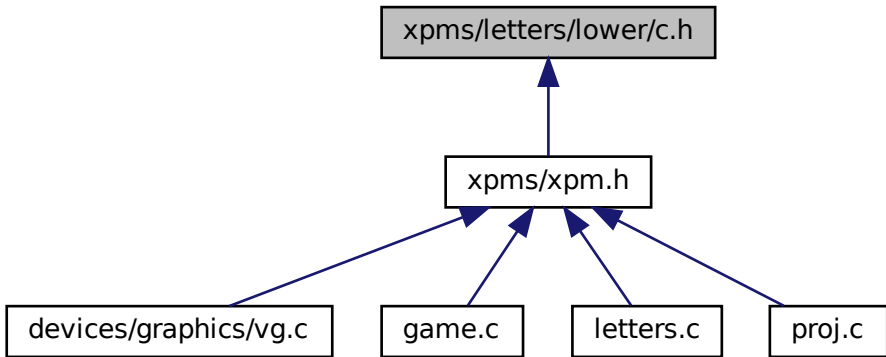 xpms/letters/lower/c.h
xpms/xpm.h
devices/graphics/vg.c
game.c
letters.c
proj.c